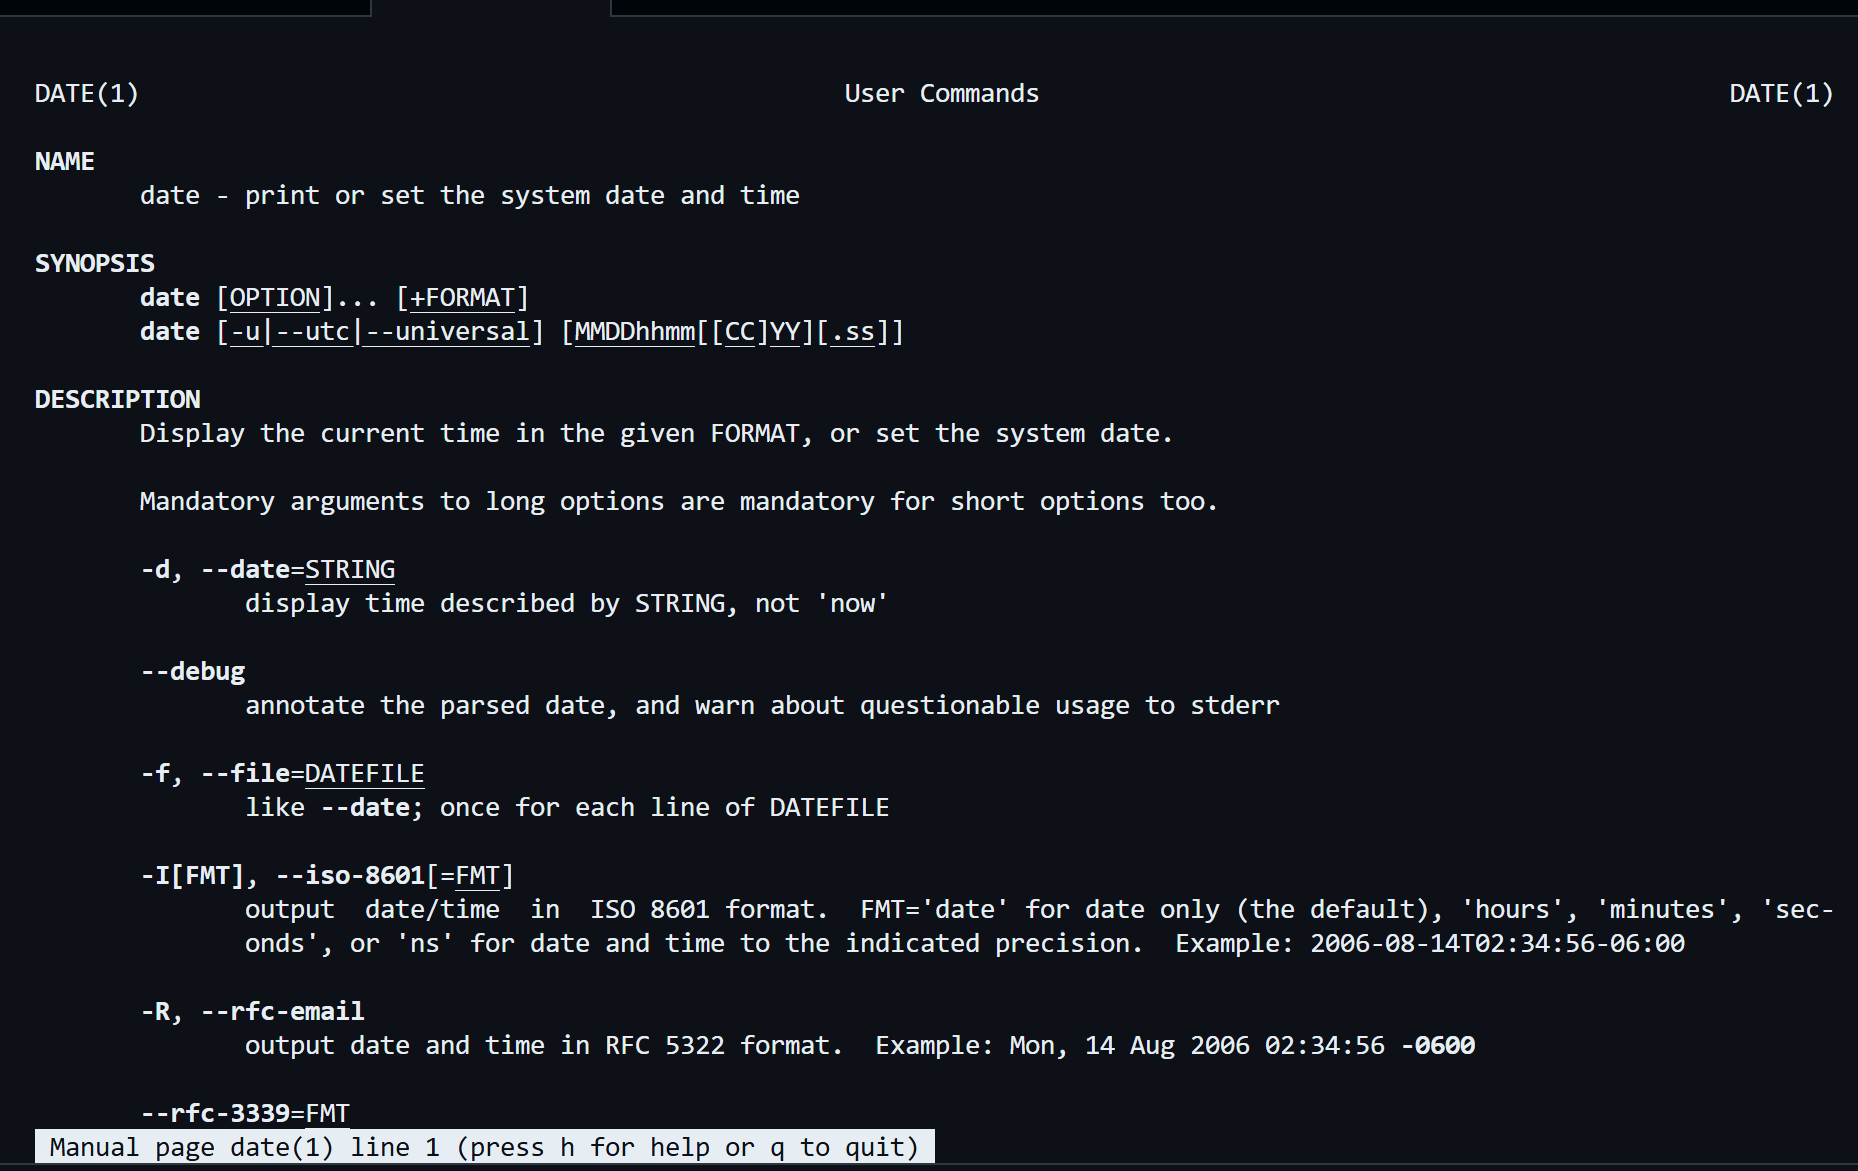 DATE(1) User Commands DATE(1)
NAME
date - print or set the system date and time
SYNOPSIS
date [OPTION]... [+FORMAT]
date [-u|--utc|--universal] [MMDDhhmm[[CC]YY][.ss]]
DESCRIPTION
Display the current time in the given FORMAT, or set the system date.
Mandatory arguments to long options are mandatory for short options too.
-d, --date=STRING
display time described by STRING, not 'now'
--debug
annotate the parsed date, and warn about questionable usage to stderr
-f, --file=DATEFILE
like --date; once for each line of DATEFILE
-I[FMT], --iso-8601[=FMT]
output  date/time  in  ISO 8601 format.  FMT='date' for date only (the default), 'hours', 'minutes', 'sec-
onds', or 'ns' for date and time to the indicated precision.  Example: 2006-08-14T02:34:56-06:00
-R, --rfc-email
output date and time in RFC 5322 format.  Example: Mon, 14 Aug 2006 02:34:56 -0600
--rfc-3339=FMT
Manual page date(1) line 1 (press h for help or q to quit)